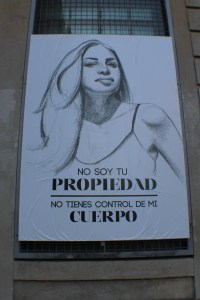 NO SOY TU
PROPIEDAD
NO TIENES CONTROL DE MI
CUERPO